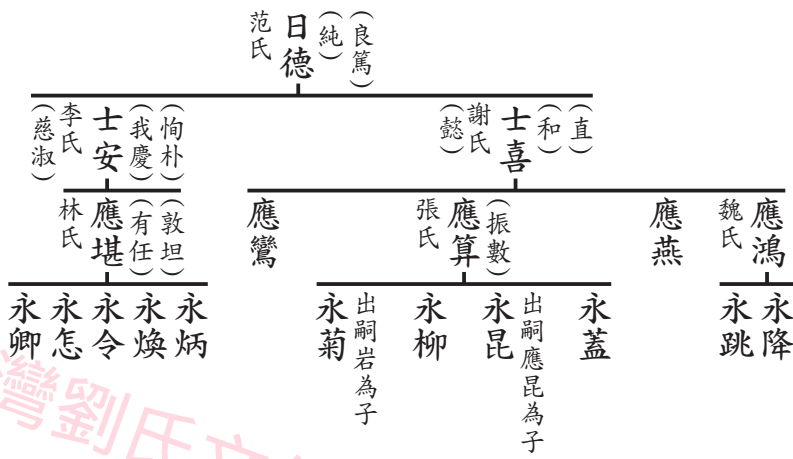 (良篤)
(純)
日德
范氏
(直)
(和)
士喜
謝氏
(懿)
(恂朴)
(我慶)
士安
李氏
(慈淑)
應鴻
魏氏
應燕
(振數)
應算
張氏
應鸞
(敦坦)
(有任)
應堪
林氏
永降
永跳
永蓋
永昆
出嗣應昆為子
永柳
永菊
出嗣岩為子
永炳
永煥
永令
永怎
永卿
灣劉氏文